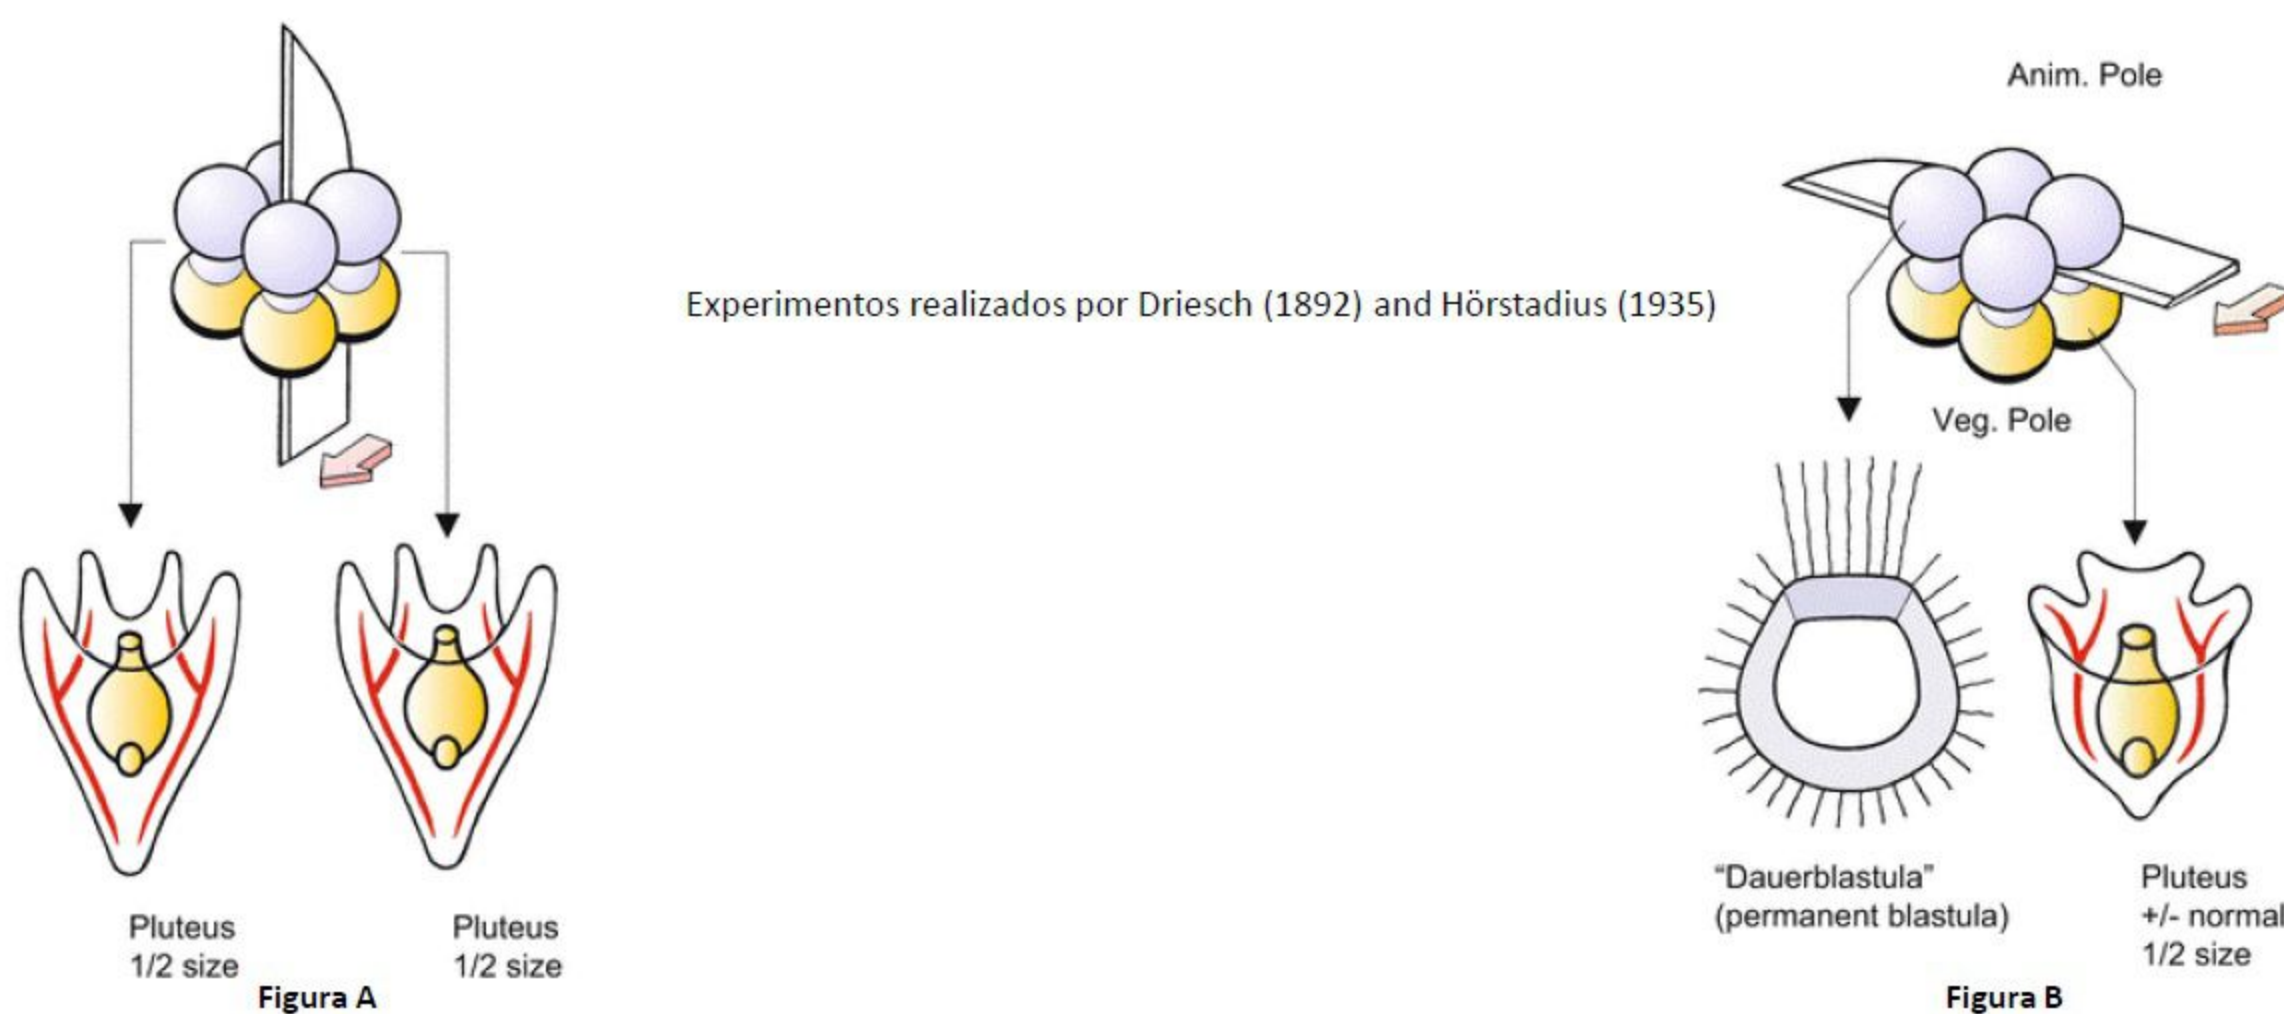 Anim. Pole
Experimentos realizados por Driesch (1892) and Hörstadius (1935)
Veg. Pole
Pluteus
1/2 size
Pluteus
1/2 size
Figura A
“Dauerblastula”
(permanent blastula)
Pluteus
+/- normal
1/2 size
Figura B